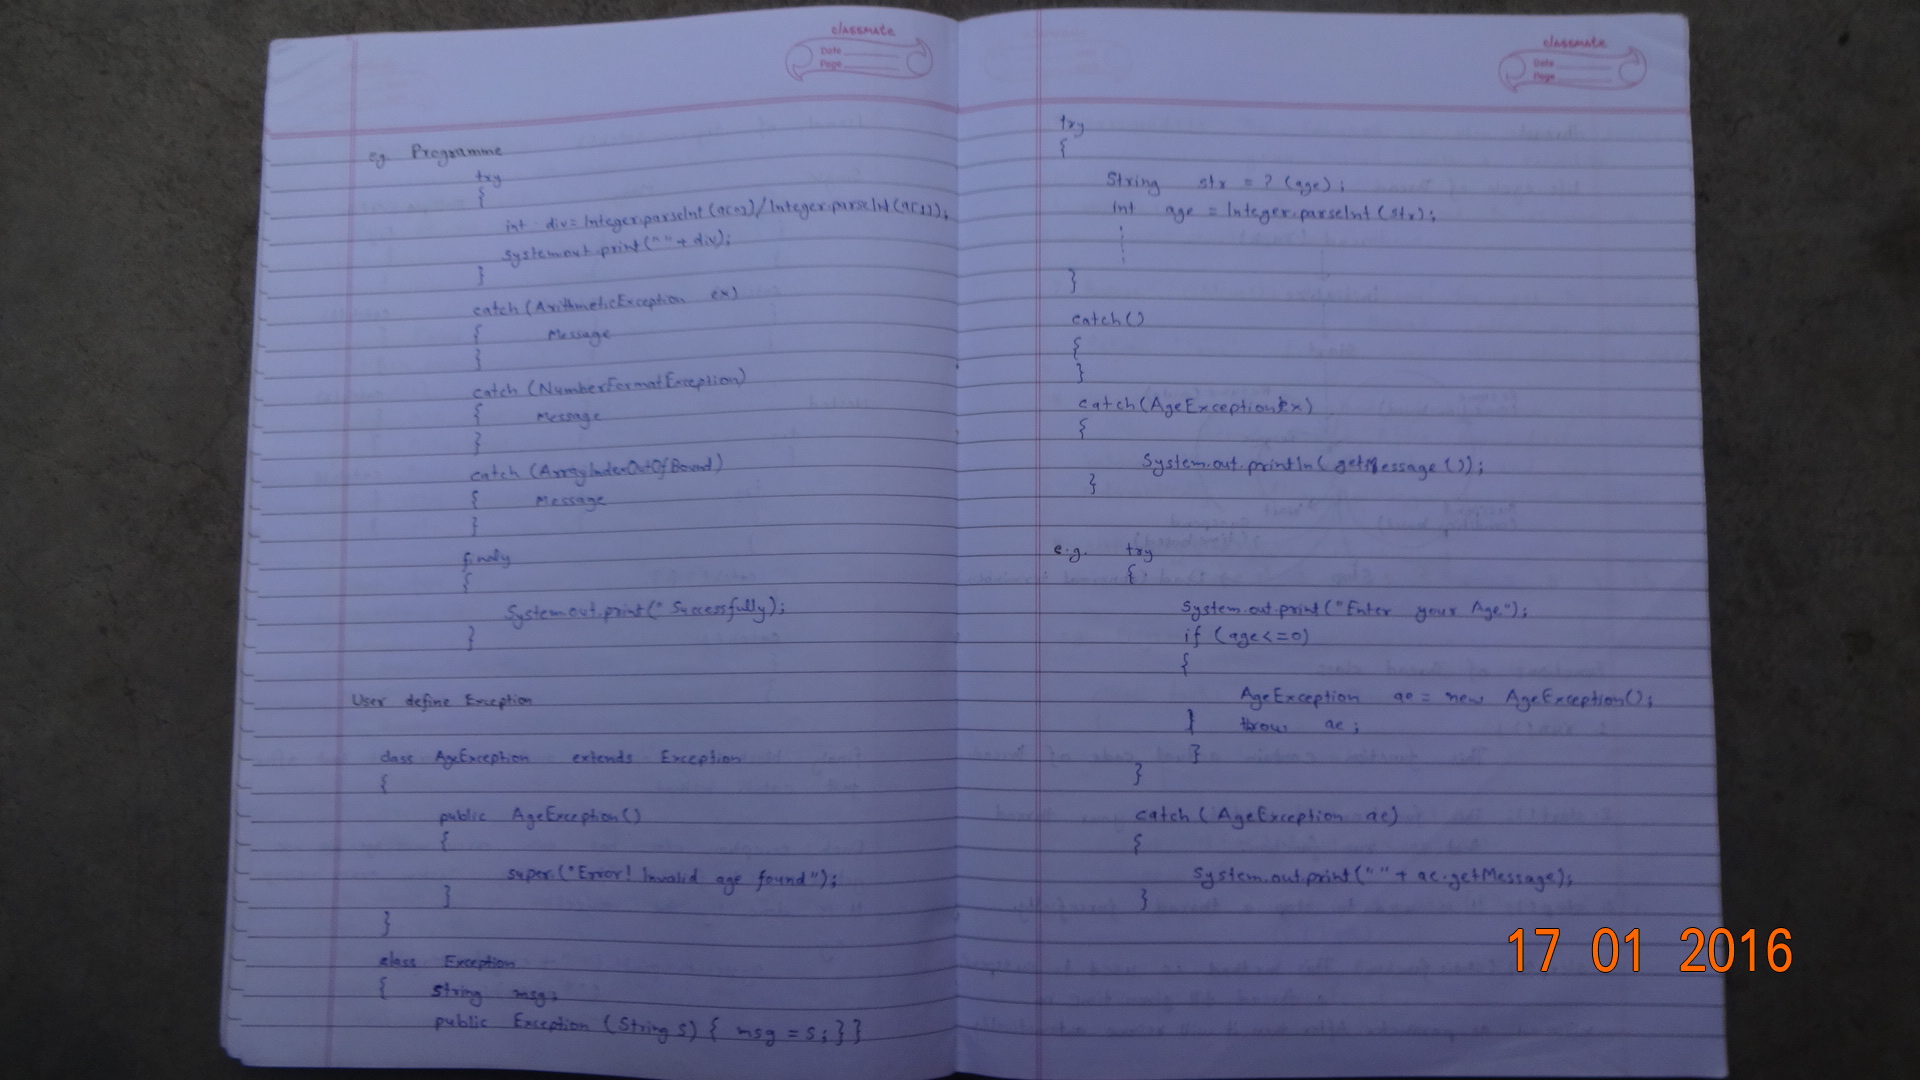 classmate
Date
Page
eg. Programme
try
{
int div = Integer.parseInt(a[0])/Integer.parseInt(a[1]);
System.out.print(" "+ div);
}
catch (ArithmeticException ex)
{ Message
}
catch (NumberFormatException)
{ Message
}
catch (ArrayIndexOutOfBound)
{ Message
}
finaly
{
System.out.print(" Successfully);
}
User define Exception
class AgeException extends Exception
{
public AgeException()
{
super.("Error! Invalid age found");
}
}
class Exception
{ String msg;
public Exception (String s) { msg = s; } }
classmate
Date
Page
try
{
String str = ? (age);
int age = Integer.parseInt(str);
}
catch()
{
}
catch(AgeException ex)
{
System.out.println( getMessage ());
}
e.g. try
{
System.out.print("Enter your Age");
if (age<=0)
{
AgeException ae = new AgeException();
} throw ae;
}
}
catch (AgeException ae)
{
System.out.print(" "+ ae.getMessage);
}
17 01 2016